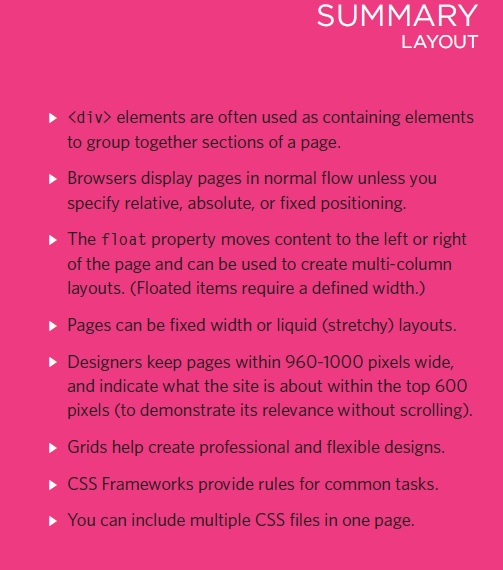 SUMMARY
LAYOUT
▶ <div> elements are often used as containing elements
to group together sections of a page.
▶ Browsers display pages in normal flow unless you
specify relative, absolute, or fixed positioning.
▶ The float property moves content to the left or right
of the page and can be used to create multi-column
layouts. (Floated items require a defined width.)
▶ Pages can be fixed width or liquid (stretchy) layouts.
▶ Designers keep pages within 960-1000 pixels wide,
and indicate what the site is about within the top 600
pixels (to demonstrate its relevance without scrolling).
▶ Grids help create professional and flexible designs.
▶ CSS Frameworks provide rules for common tasks.
▶ You can include multiple CSS files in one page.